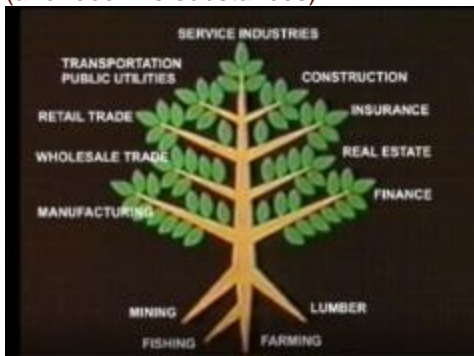 SERVICE INDUSTRIES
TRANSPORTATION
PUBLIC UTILITIES
CONSTRUCTION
RETAIL TRADE
INSURANCE
WHOLESALE TRADE
REAL ESTATE
MANUFACTURING
FINANCE
MINING
LUMBER
FISHING
FARMING